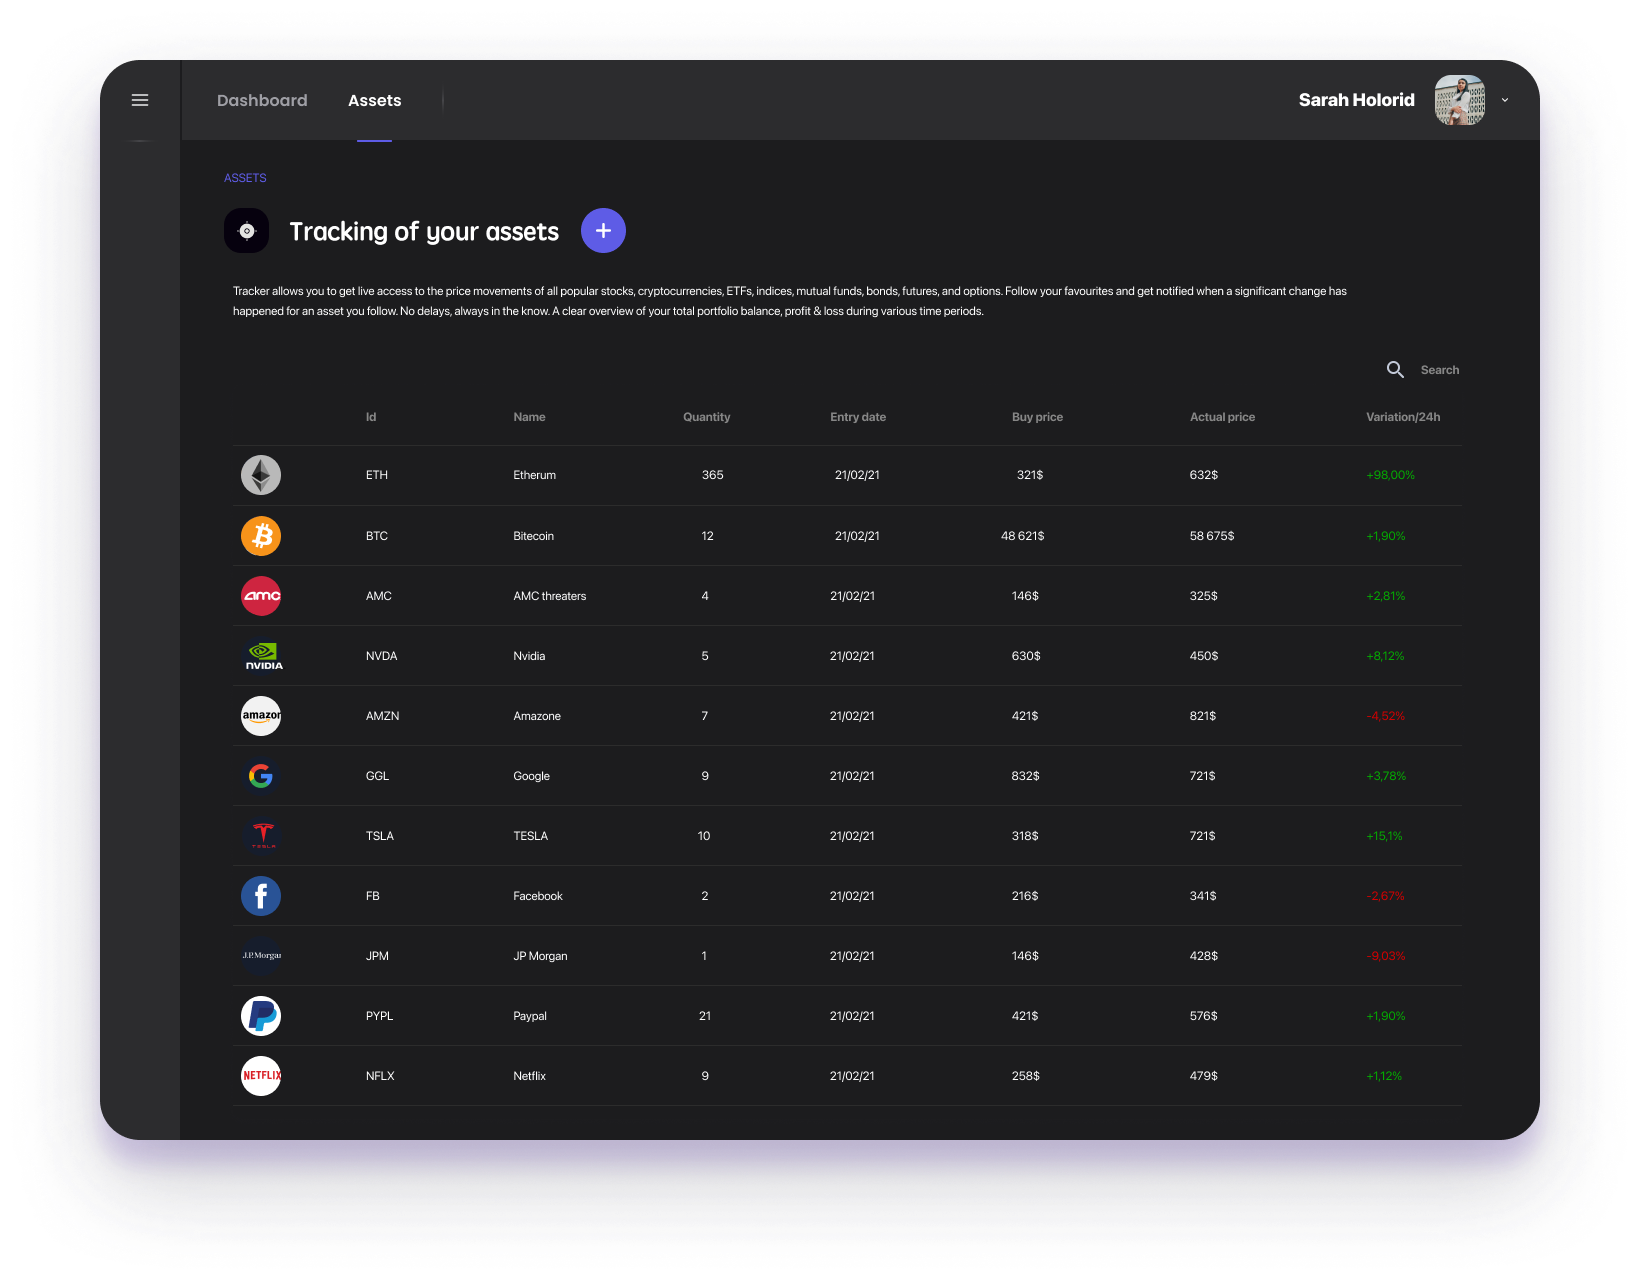 Dashboard Assets Sarah Holorid
ASSETS
Tracking of your assets +
Tracker allows you to get live access to the price movements of all popular stocks, cryptocurrencies, ETFs, indices, mutual funds, bonds, futures, and options. Follow your favourites and get notified when a significant change has
happened for an asset you follow. No delays, always in the know. A clear overview of your total portfolio balance, profit & loss during various time periods.
Search
Id Name Quantity Entry date Buy price Actual price Variation/24h
ETH Etherum 365 21/02/21 321$ 632$ +98,00%
BTC Bitecoin 12 21/02/21 48 621$ 58 675$ +1,90%
amc AMC AMC threaters 4 21/02/21 146$ 325$ +2,81%
NVIDIA NVDA Nvidia 5 21/02/21 630$ 450$ +8,12%
amazon AMZN Amazone 7 21/02/21 421$ 821$ -4,52%
GGL Google 9 21/02/21 832$ 721$ +3,78%
TESLA TSLA TESLA 10 21/02/21 318$ 721$ +15,1%
FB Facebook 2 21/02/21 216$ 341$ -2,67%
J.P.Morgan JPM JP Morgan 1 21/02/21 146$ 428$ -9,03%
PYPL Paypal 21 21/02/21 421$ 576$ +1,90%
NETFLIX NFLX Netflix 9 21/02/21 258$ 479$ +1,12%